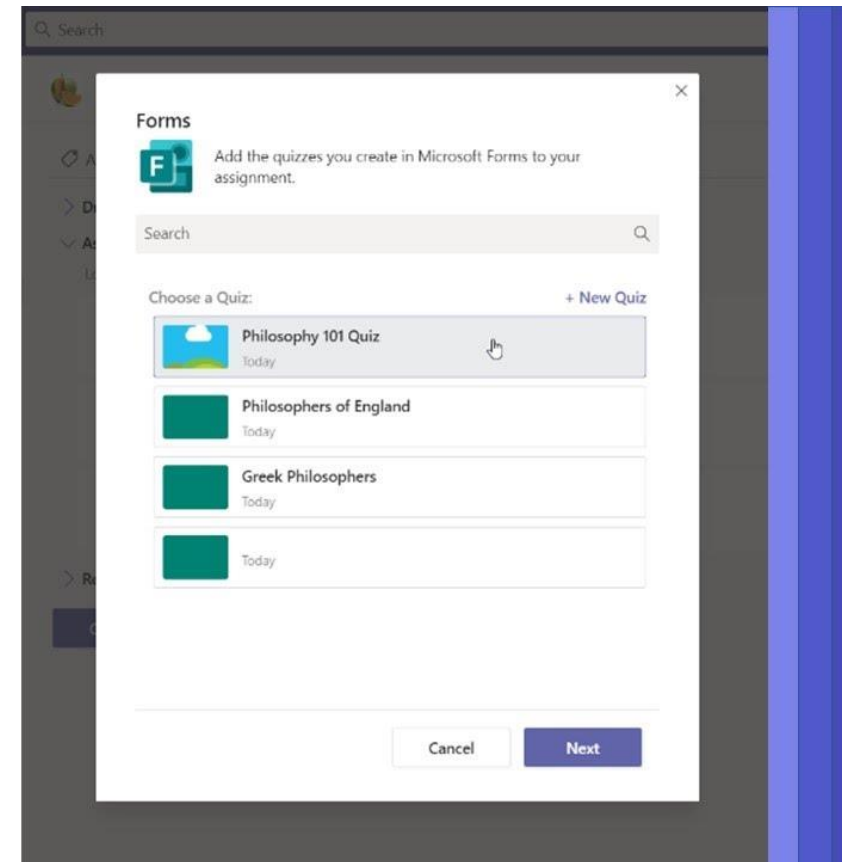 Search
Forms
F
Add the quizzes you create in Microsoft Forms to your
assignment.
Search
Choose a Quiz:
+ New Quiz
Philosophy 101 Quiz
Today
Philosophers of England
Today
Greek Philosophers
Today
Today
Cancel
Next